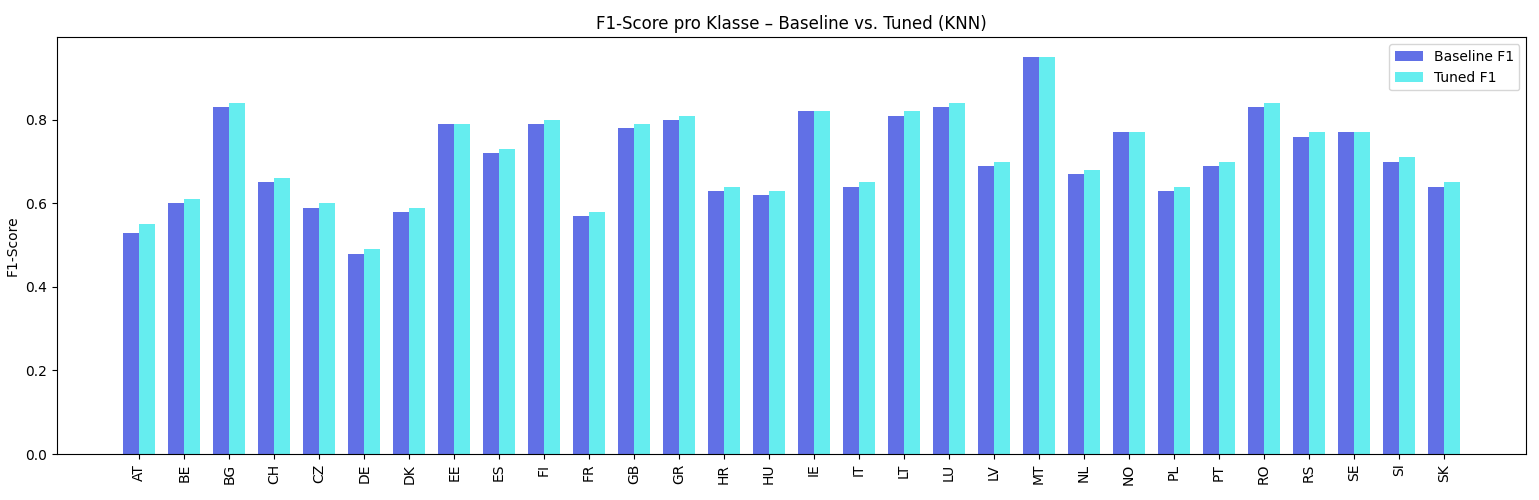 F1-Score pro Klasse – Baseline vs. Tuned (KNN)
Baseline F1
Tuned F1
F1-Score
0.8
0.6
0.4
0.2
0.0
AT BE BG CH CZ DE DK EE ES FI FR GB GR HR HU IE IT LT LU LV MT NL NO PL PT RO RS SE SI SK